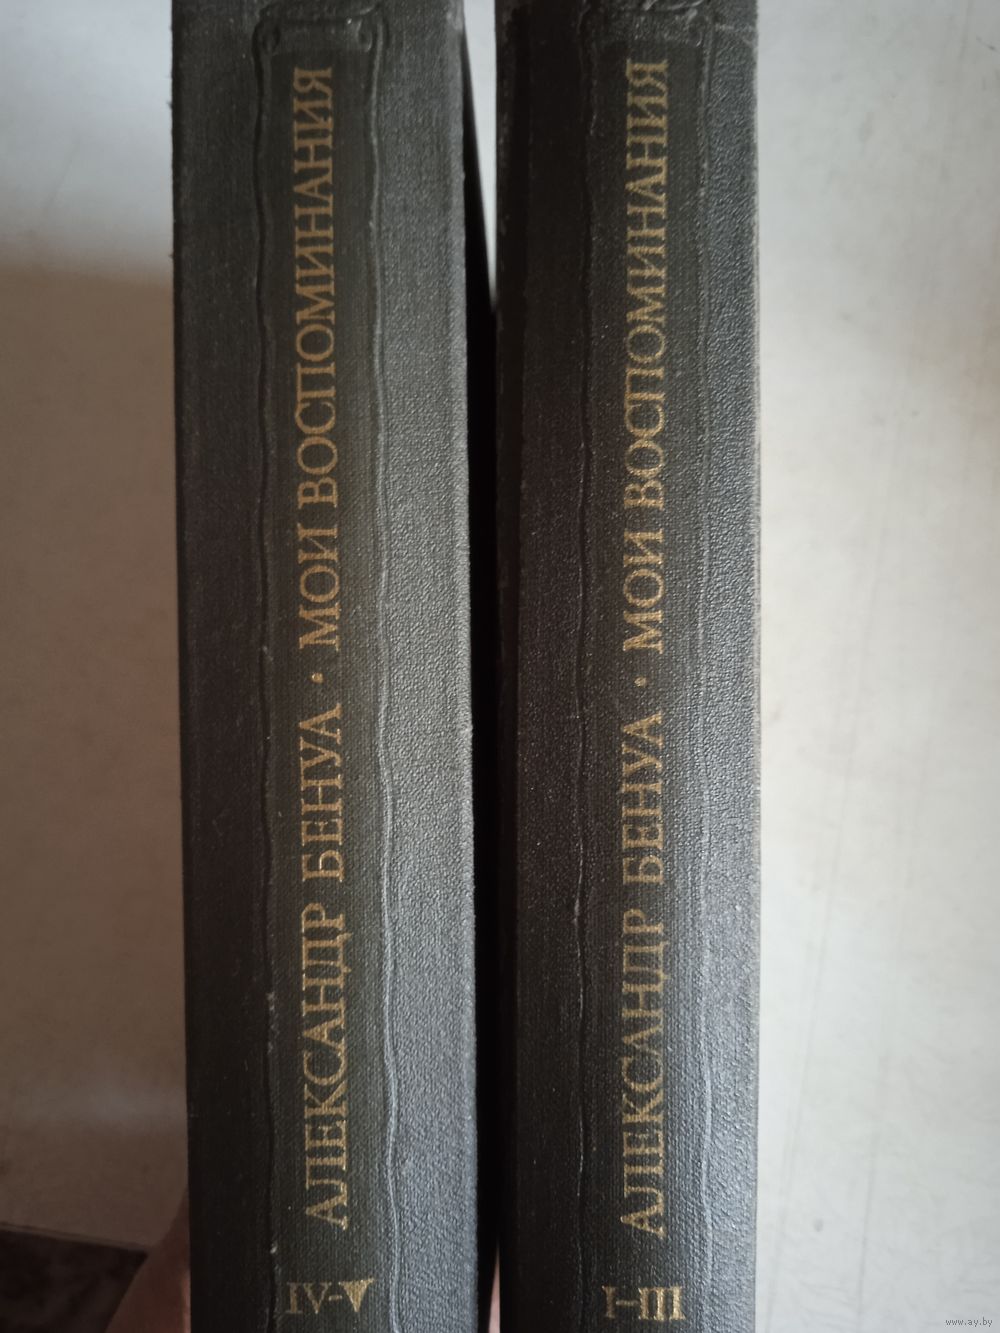 АЛЕКСАНДР БЕНУА · МОИ ВОСПОМИНАНИЯ
IV-V
АЛЕКСАНДР БЕНУА · МОИ ВОСПОМИНАНИЯ
I-III
www.ay.by